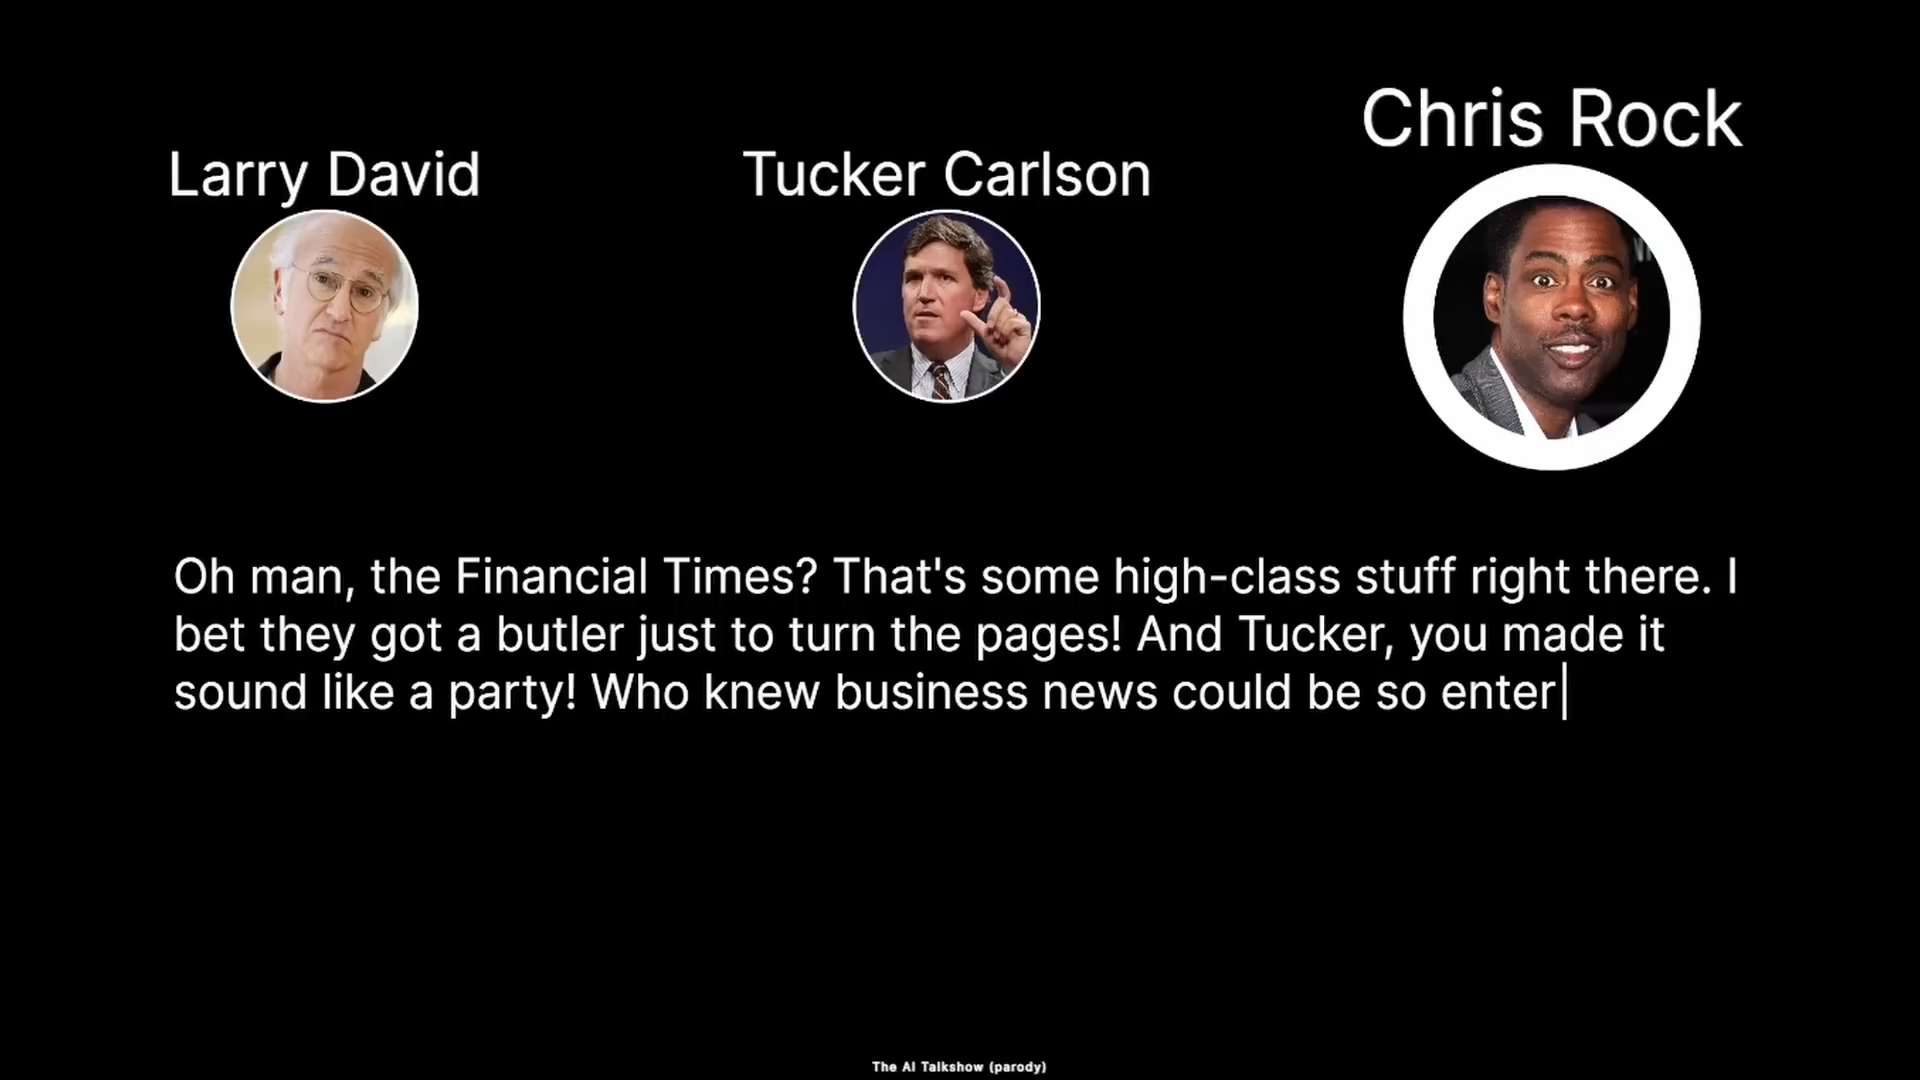 Larry David
Tucker Carlson
Chris Rock
Oh man, the Financial Times? That's some high-class stuff right there. I
bet they got a butler just to turn the pages! And Tucker, you made it
sound like a party! Who knew business news could be so enter
The AI Talkshow (parody)